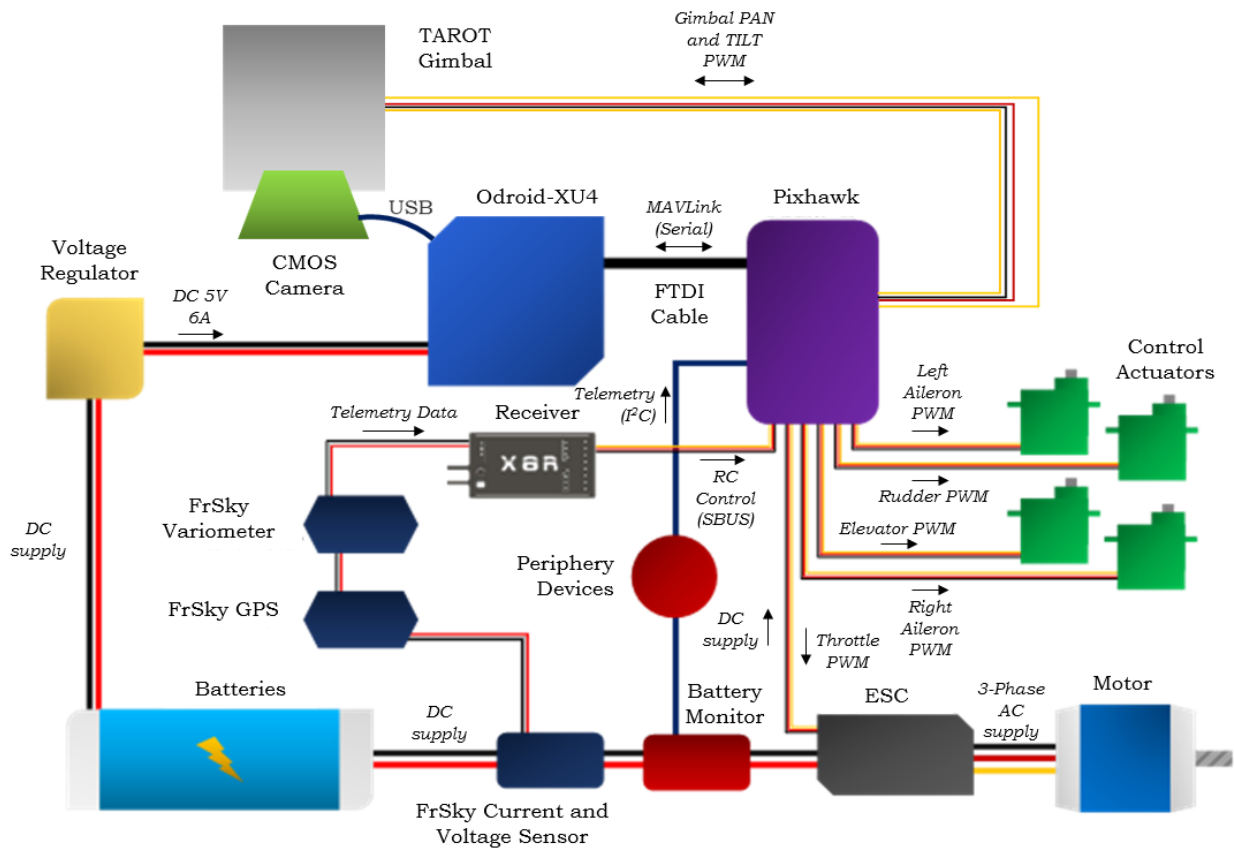 TAROT
Gimbal
Gimbal PAN
and TILT
PWM
USB
Odroid-XU4
MAVLink
(Serial)
Pixhawk
Voltage
Regulator
CMOS
Camera
DC 5V
6A
FTDI
Cable
Control
Actuators
Left
Aileron
PWM
Telemetry Data
Receiver
Telemetry
(I²C)
X6R
RC
Control
(SBUS)
Rudder PWM
FrSky
Variometer
Elevator PWM
DC
supply
Periphery
Devices
FrSky GPS
Right
Aileron
PWM
DC
supply
Throttle
PWM
Batteries
DC
supply
Battery
Monitor
ESC
3-Phase
AC
supply
Motor
FrSky Current and
Voltage Sensor